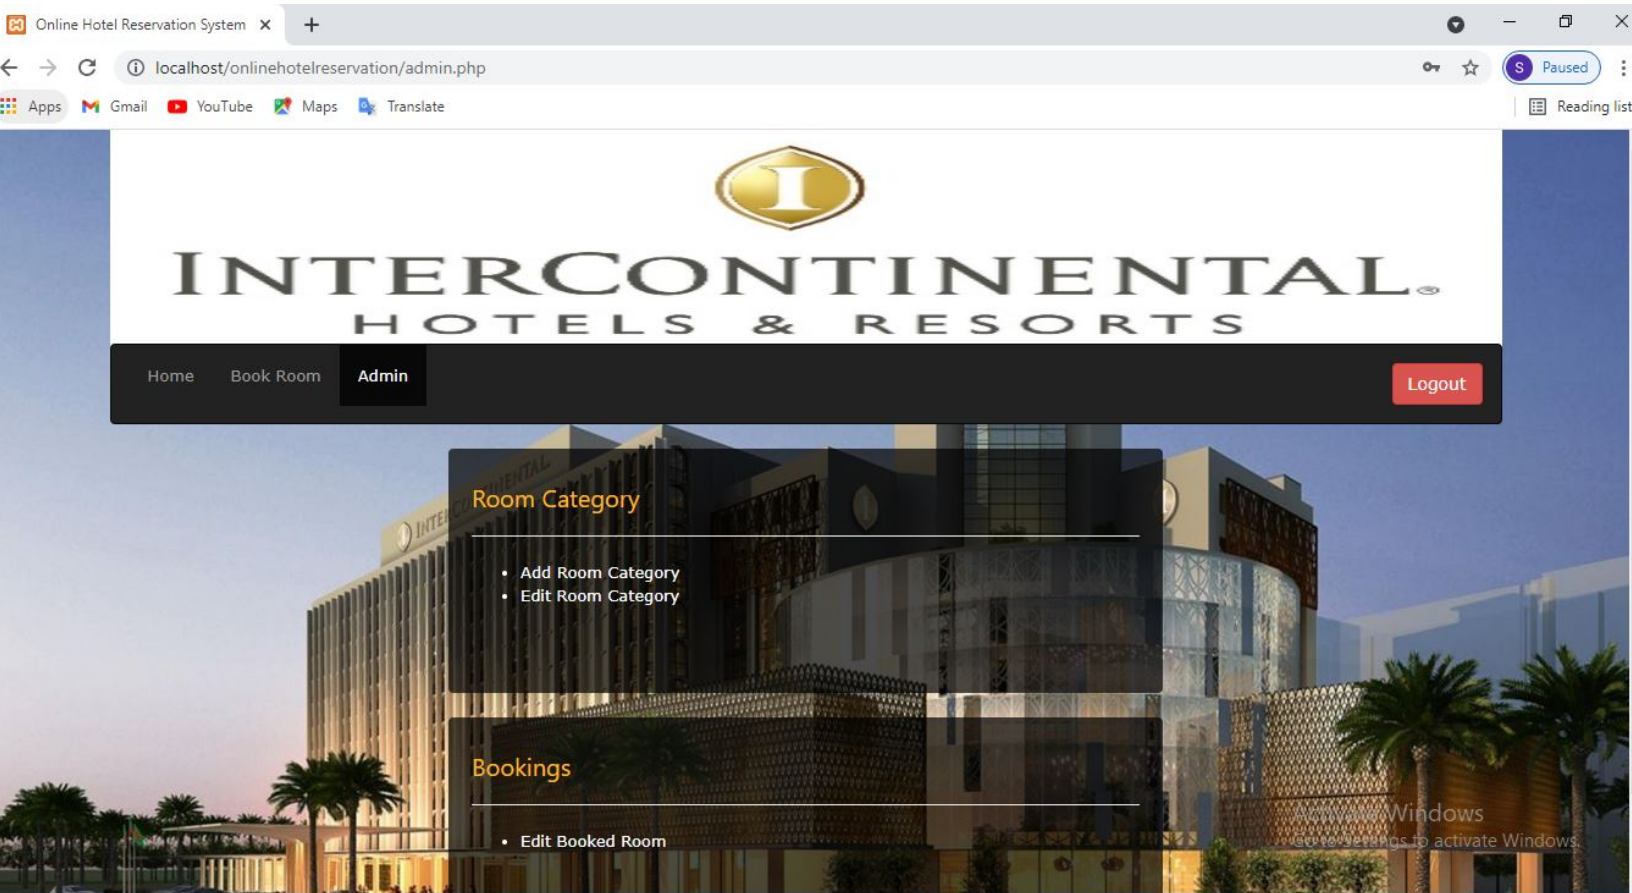 Online Hotel Reservation System
localhost/onlinehotelreservation/admin.php
S Paused
Apps Gmail YouTube Maps Translate Reading list
I
INTERCONTINENTAL®
HOTELS & RESORTS
Home Book Room Admin Logout
INTERCONTINENTAL.
Room Category
Add Room Category
Edit Room Category
Bookings
Edit Booked Room
Activate Windows
Go to Settings to activate Windows.